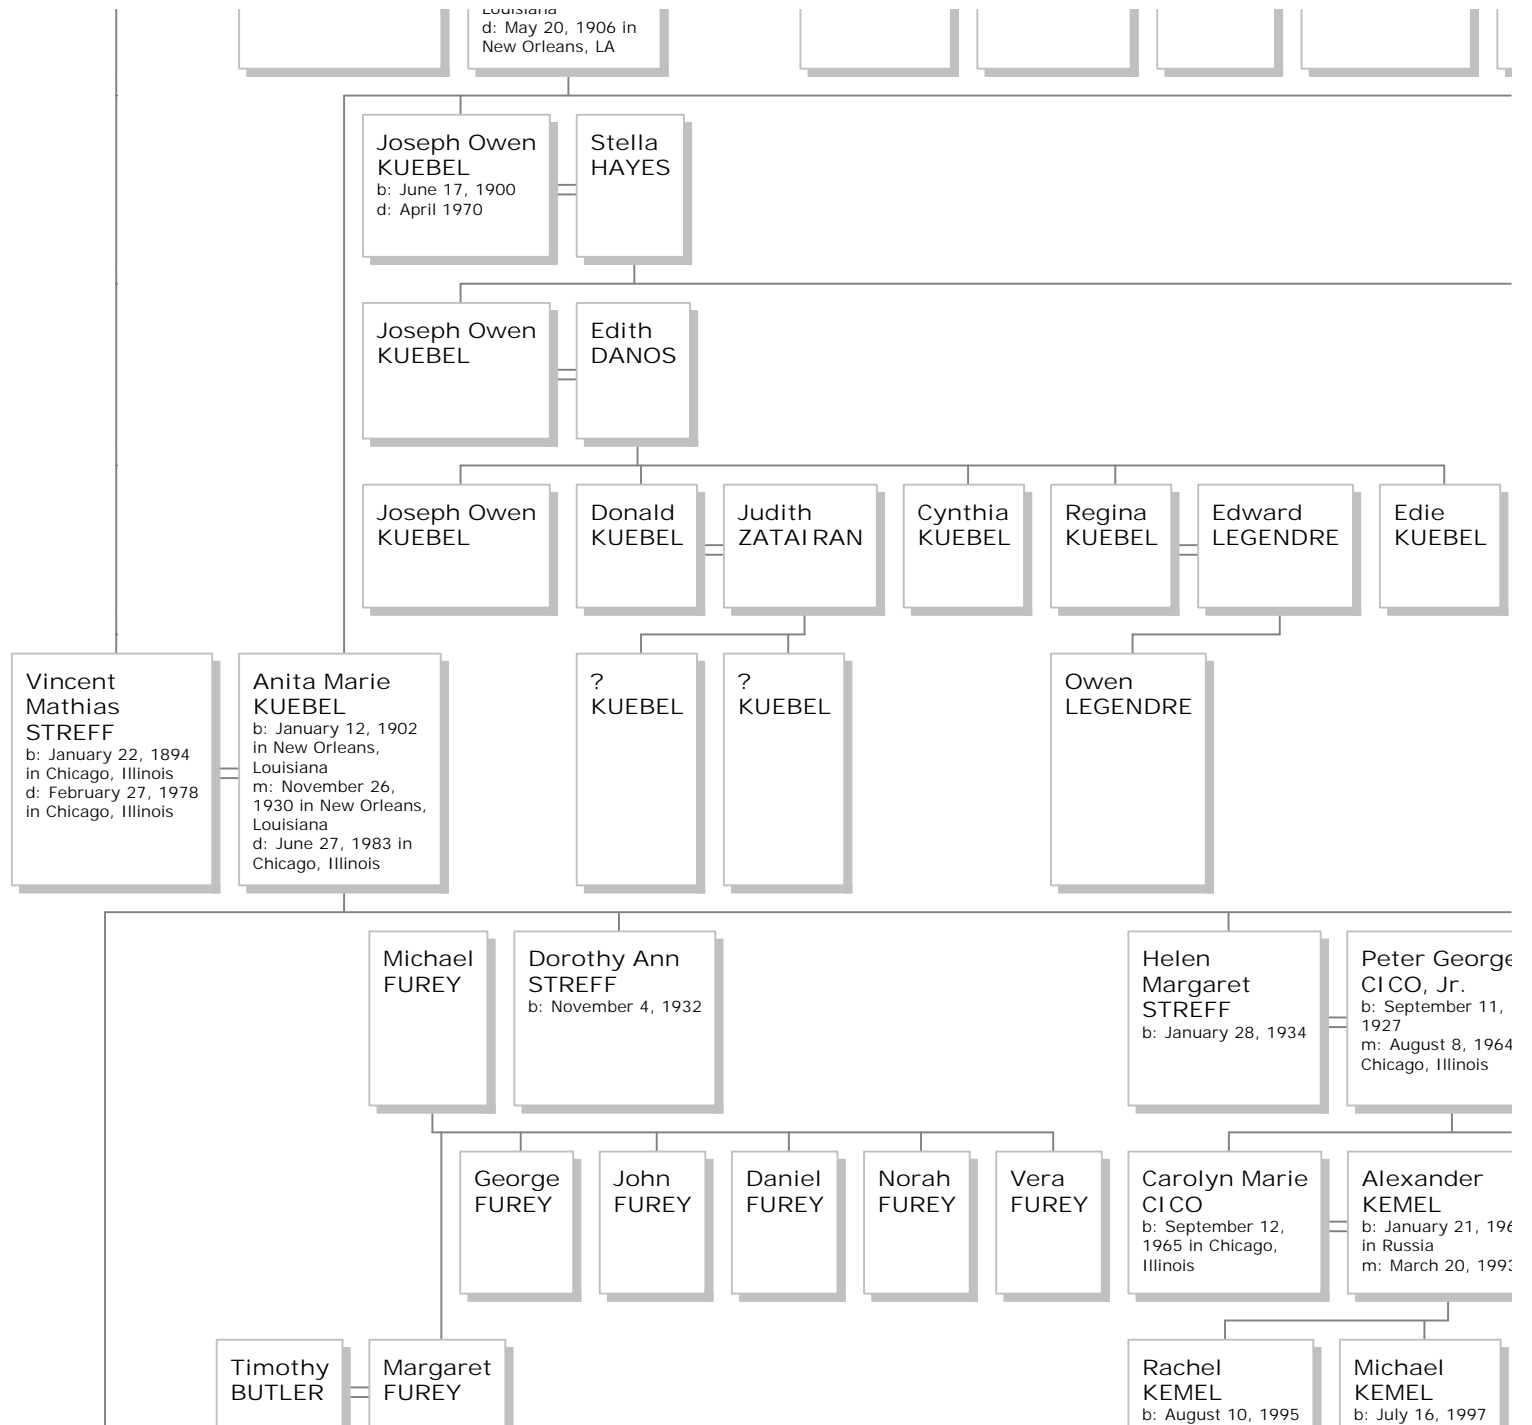 Louisiana
d: May 20, 1906 in
New Orleans, LA
Joseph Owen
KUEBEL
b: June 17, 1900
d: April 1970
Stella
HAYES
Joseph Owen
KUEBEL
Edith
DANOS
Joseph Owen
KUEBEL
Donald
KUEBEL
Judith
ZATAIRAN
Cynthia
KUEBEL
Regina
KUEBEL
Edward
LEGENDRE
Edie
KUEBEL
Vincent
Mathias
STREFF
b: January 22, 1894
in Chicago, Illinois
d: February 27, 1978
in Chicago, Illinois
Anita Marie
KUEBEL
b: January 12, 1902
in New Orleans,
Louisiana
m: November 26,
1930 in New Orleans,
Louisiana
d: June 27, 1983 in
Chicago, Illinois
?
KUEBEL
?
KUEBEL
Owen
LEGENDRE
Michael
FUREY
Dorothy Ann
STREFF
b: November 4, 1932
Helen
Margaret
STREFF
b: January 28, 1934
Peter George
CICO, Jr.
b: September 11,
1927
m: August 8, 1964
Chicago, Illinois
George
FUREY
John
FUREY
Daniel
FUREY
Norah
FUREY
Vera
FUREY
Carolyn Marie
CICO
b: September 12,
1965 in Chicago,
Illinois
Alexander
KEMEL
b: January 21, 196
in Russia
m: March 20, 1993
Timothy
BUTLER
Margaret
FUREY
Rachel
KEMEL
b: August 10, 1995
Michael
KEMEL
b: July 16, 1997